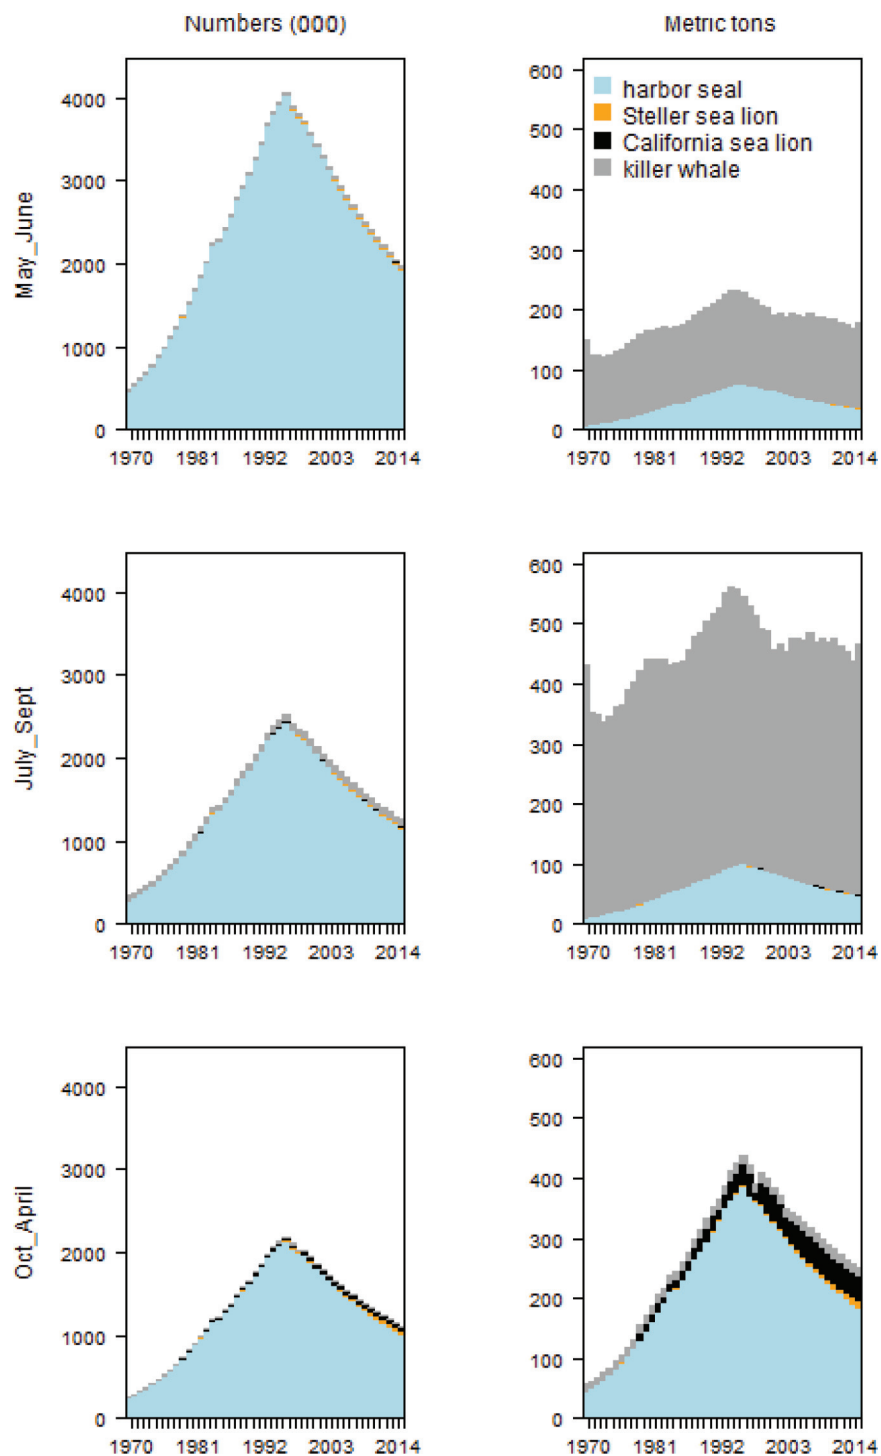 Numbers (000)
Metric tons
May_June
4000
3000
2000
1000
0
1970 1981 1992 2003 2014
600
500
400
300
200
100
0
harbor seal
Steller sea lion
California sea lion
killer whale
1970 1981 1992 2003 2014
July_Sept
4000
3000
2000
1000
0
1970 1981 1992 2003 2014
600
500
400
300
200
100
0
1970 1981 1992 2003 2014
Oct_April
4000
3000
2000
1000
0
1970 1981 1992 2003 2014
600
500
400
300
200
100
0
1970 1981 1992 2003 2014